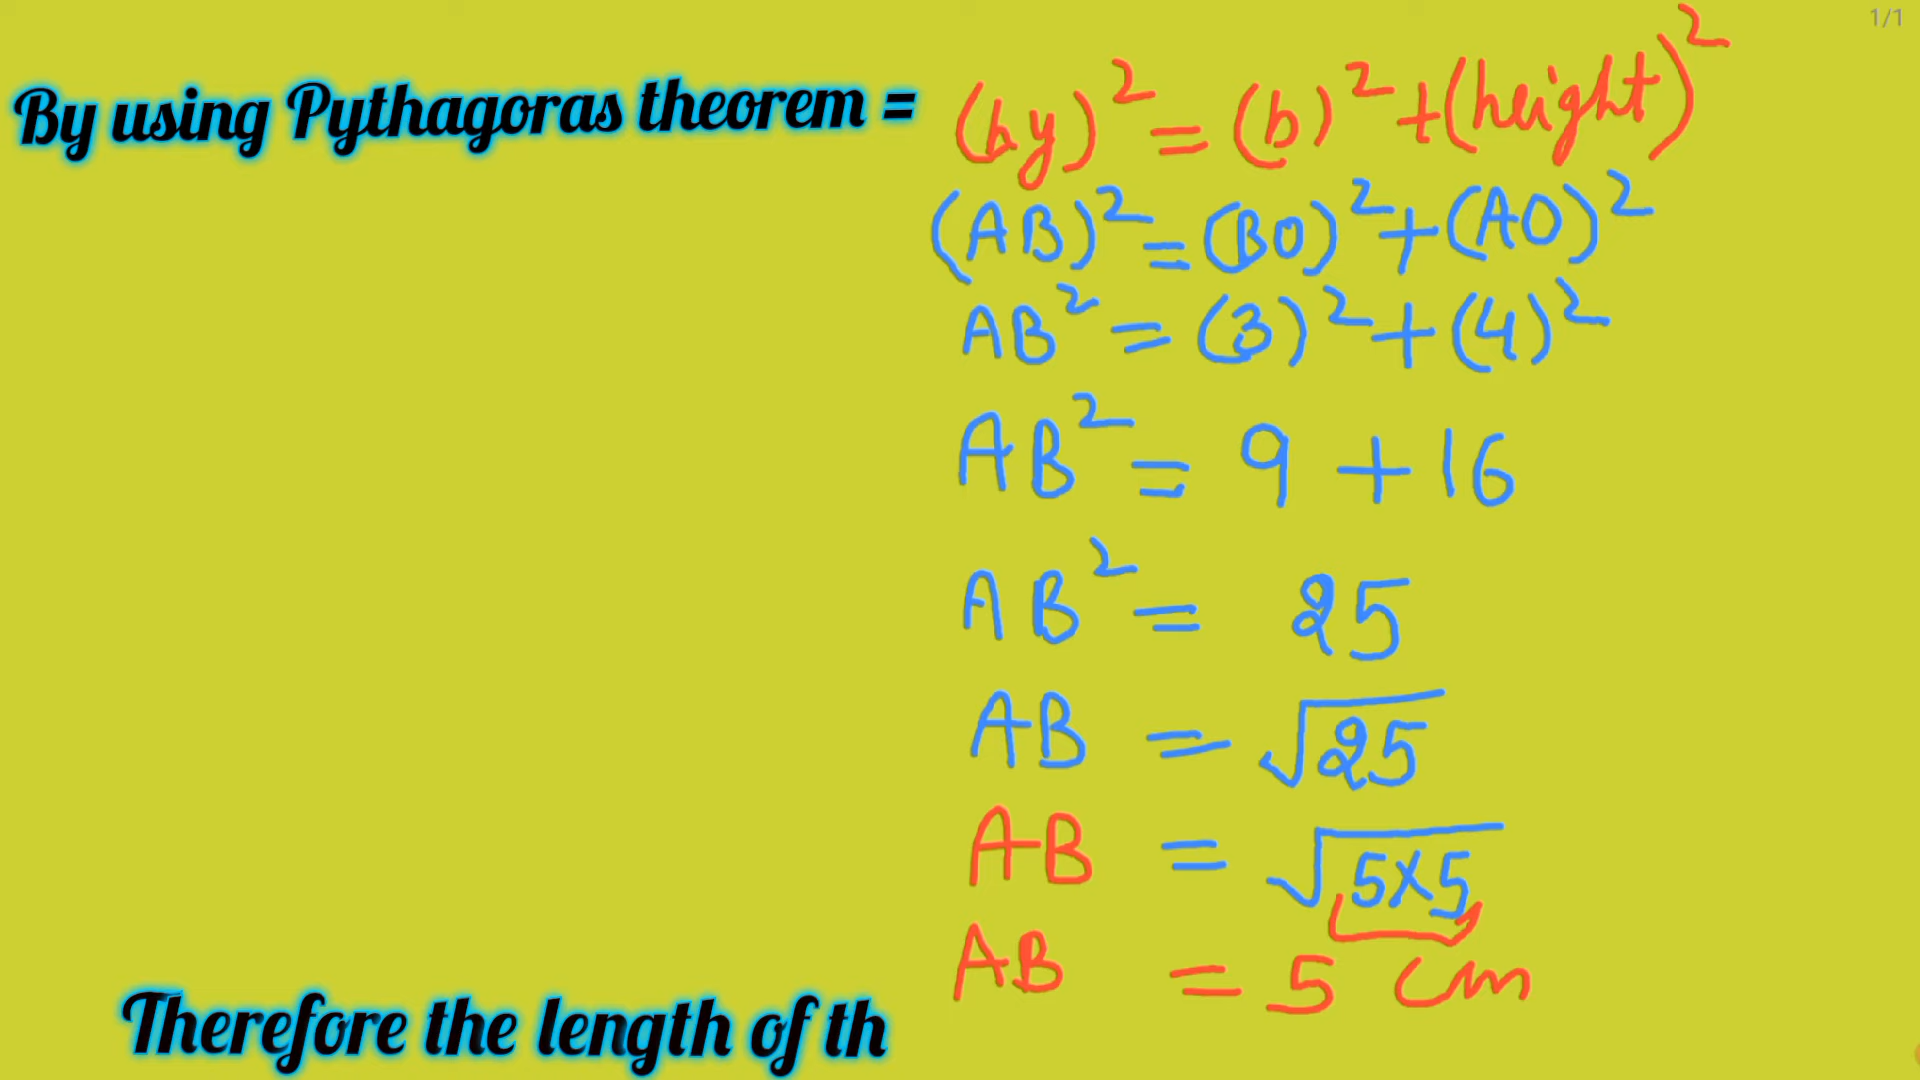 1/1
By using Pythagoras theorem = (hy)² = (b)² + (height)²
(AB)² = (BO)² + (AO)²
AB² = (3)² + (4)²
AB² = 9 + 16
AB² = 25
AB = √25
AB = √5×5
AB = 5 cm
Therefore the length of th